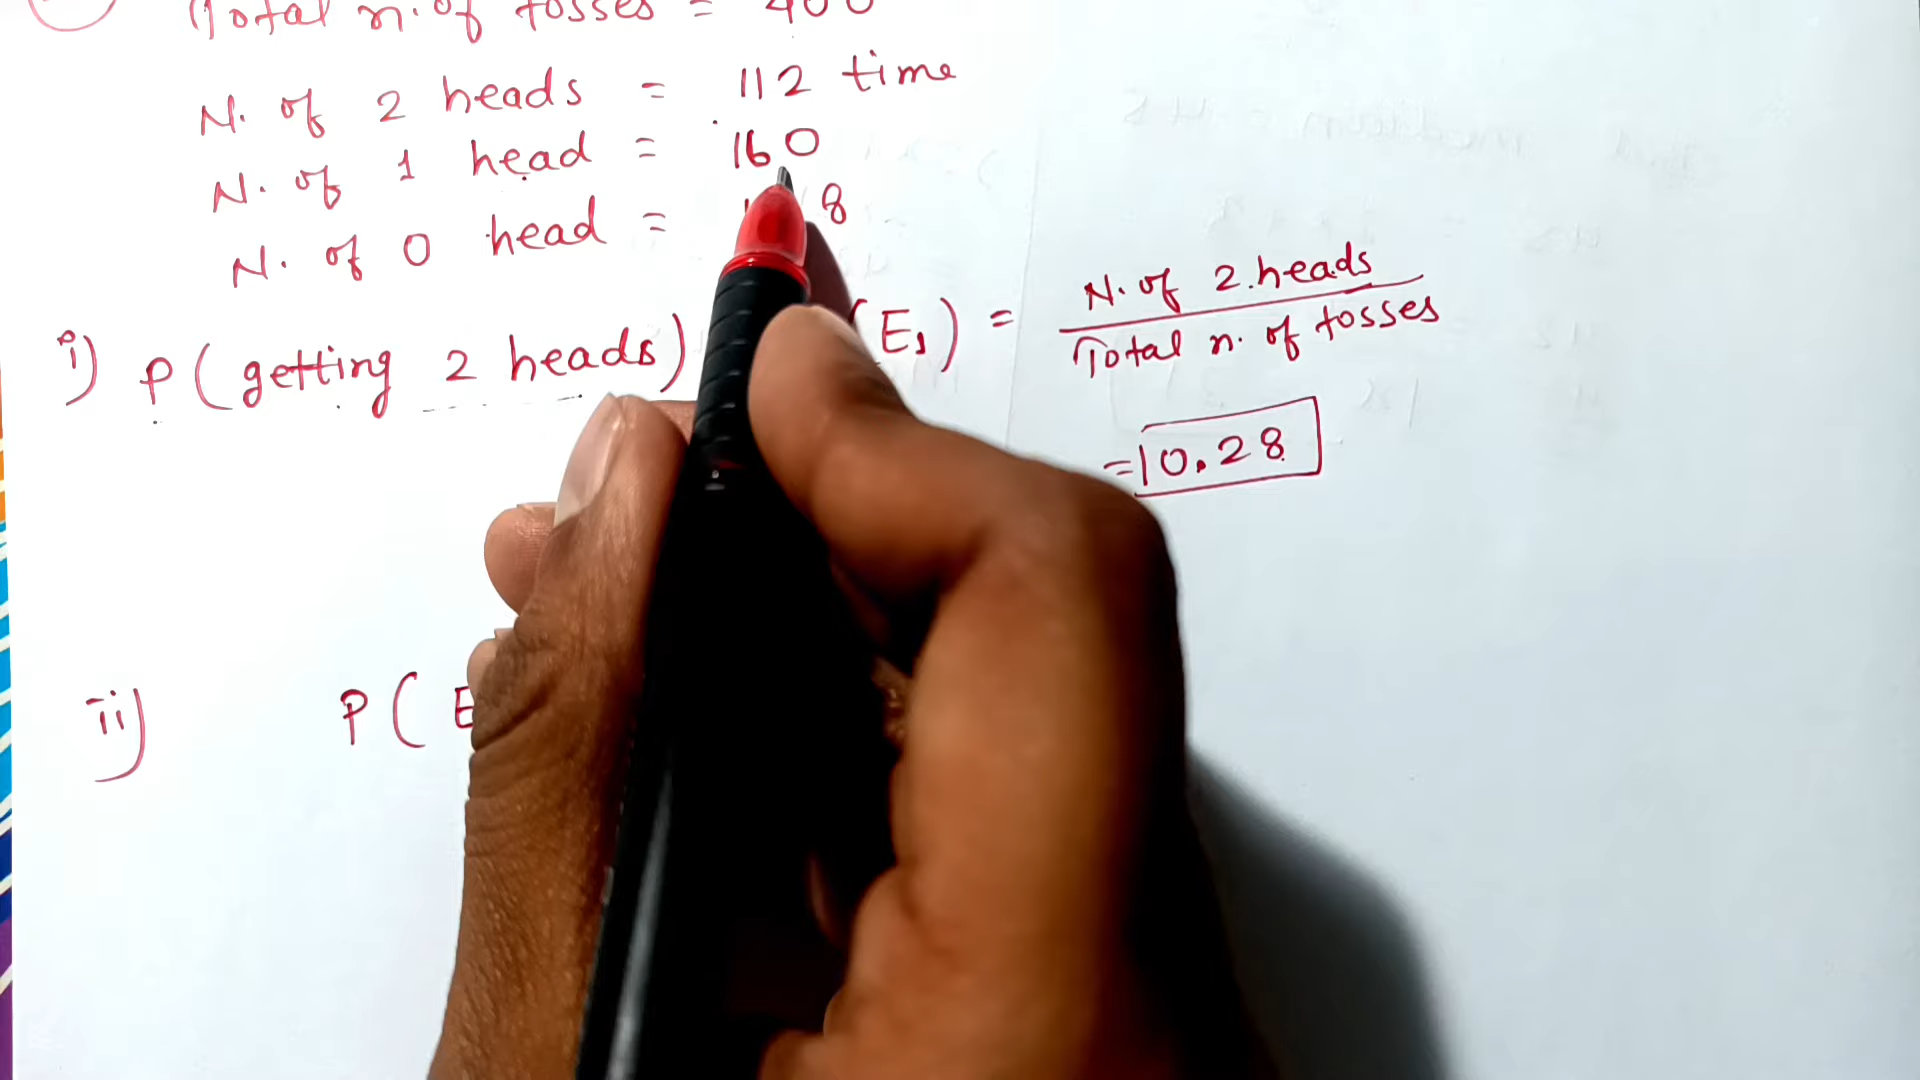 Total n. of tosses = 400
N. of 2 heads = 112 time
N. of 1 head = 160
N. of 0 head = 8
i) P(getting 2 heads) (E1) = N. of 2 heads
Total n. of tosses
= 0.28
ii) P( E